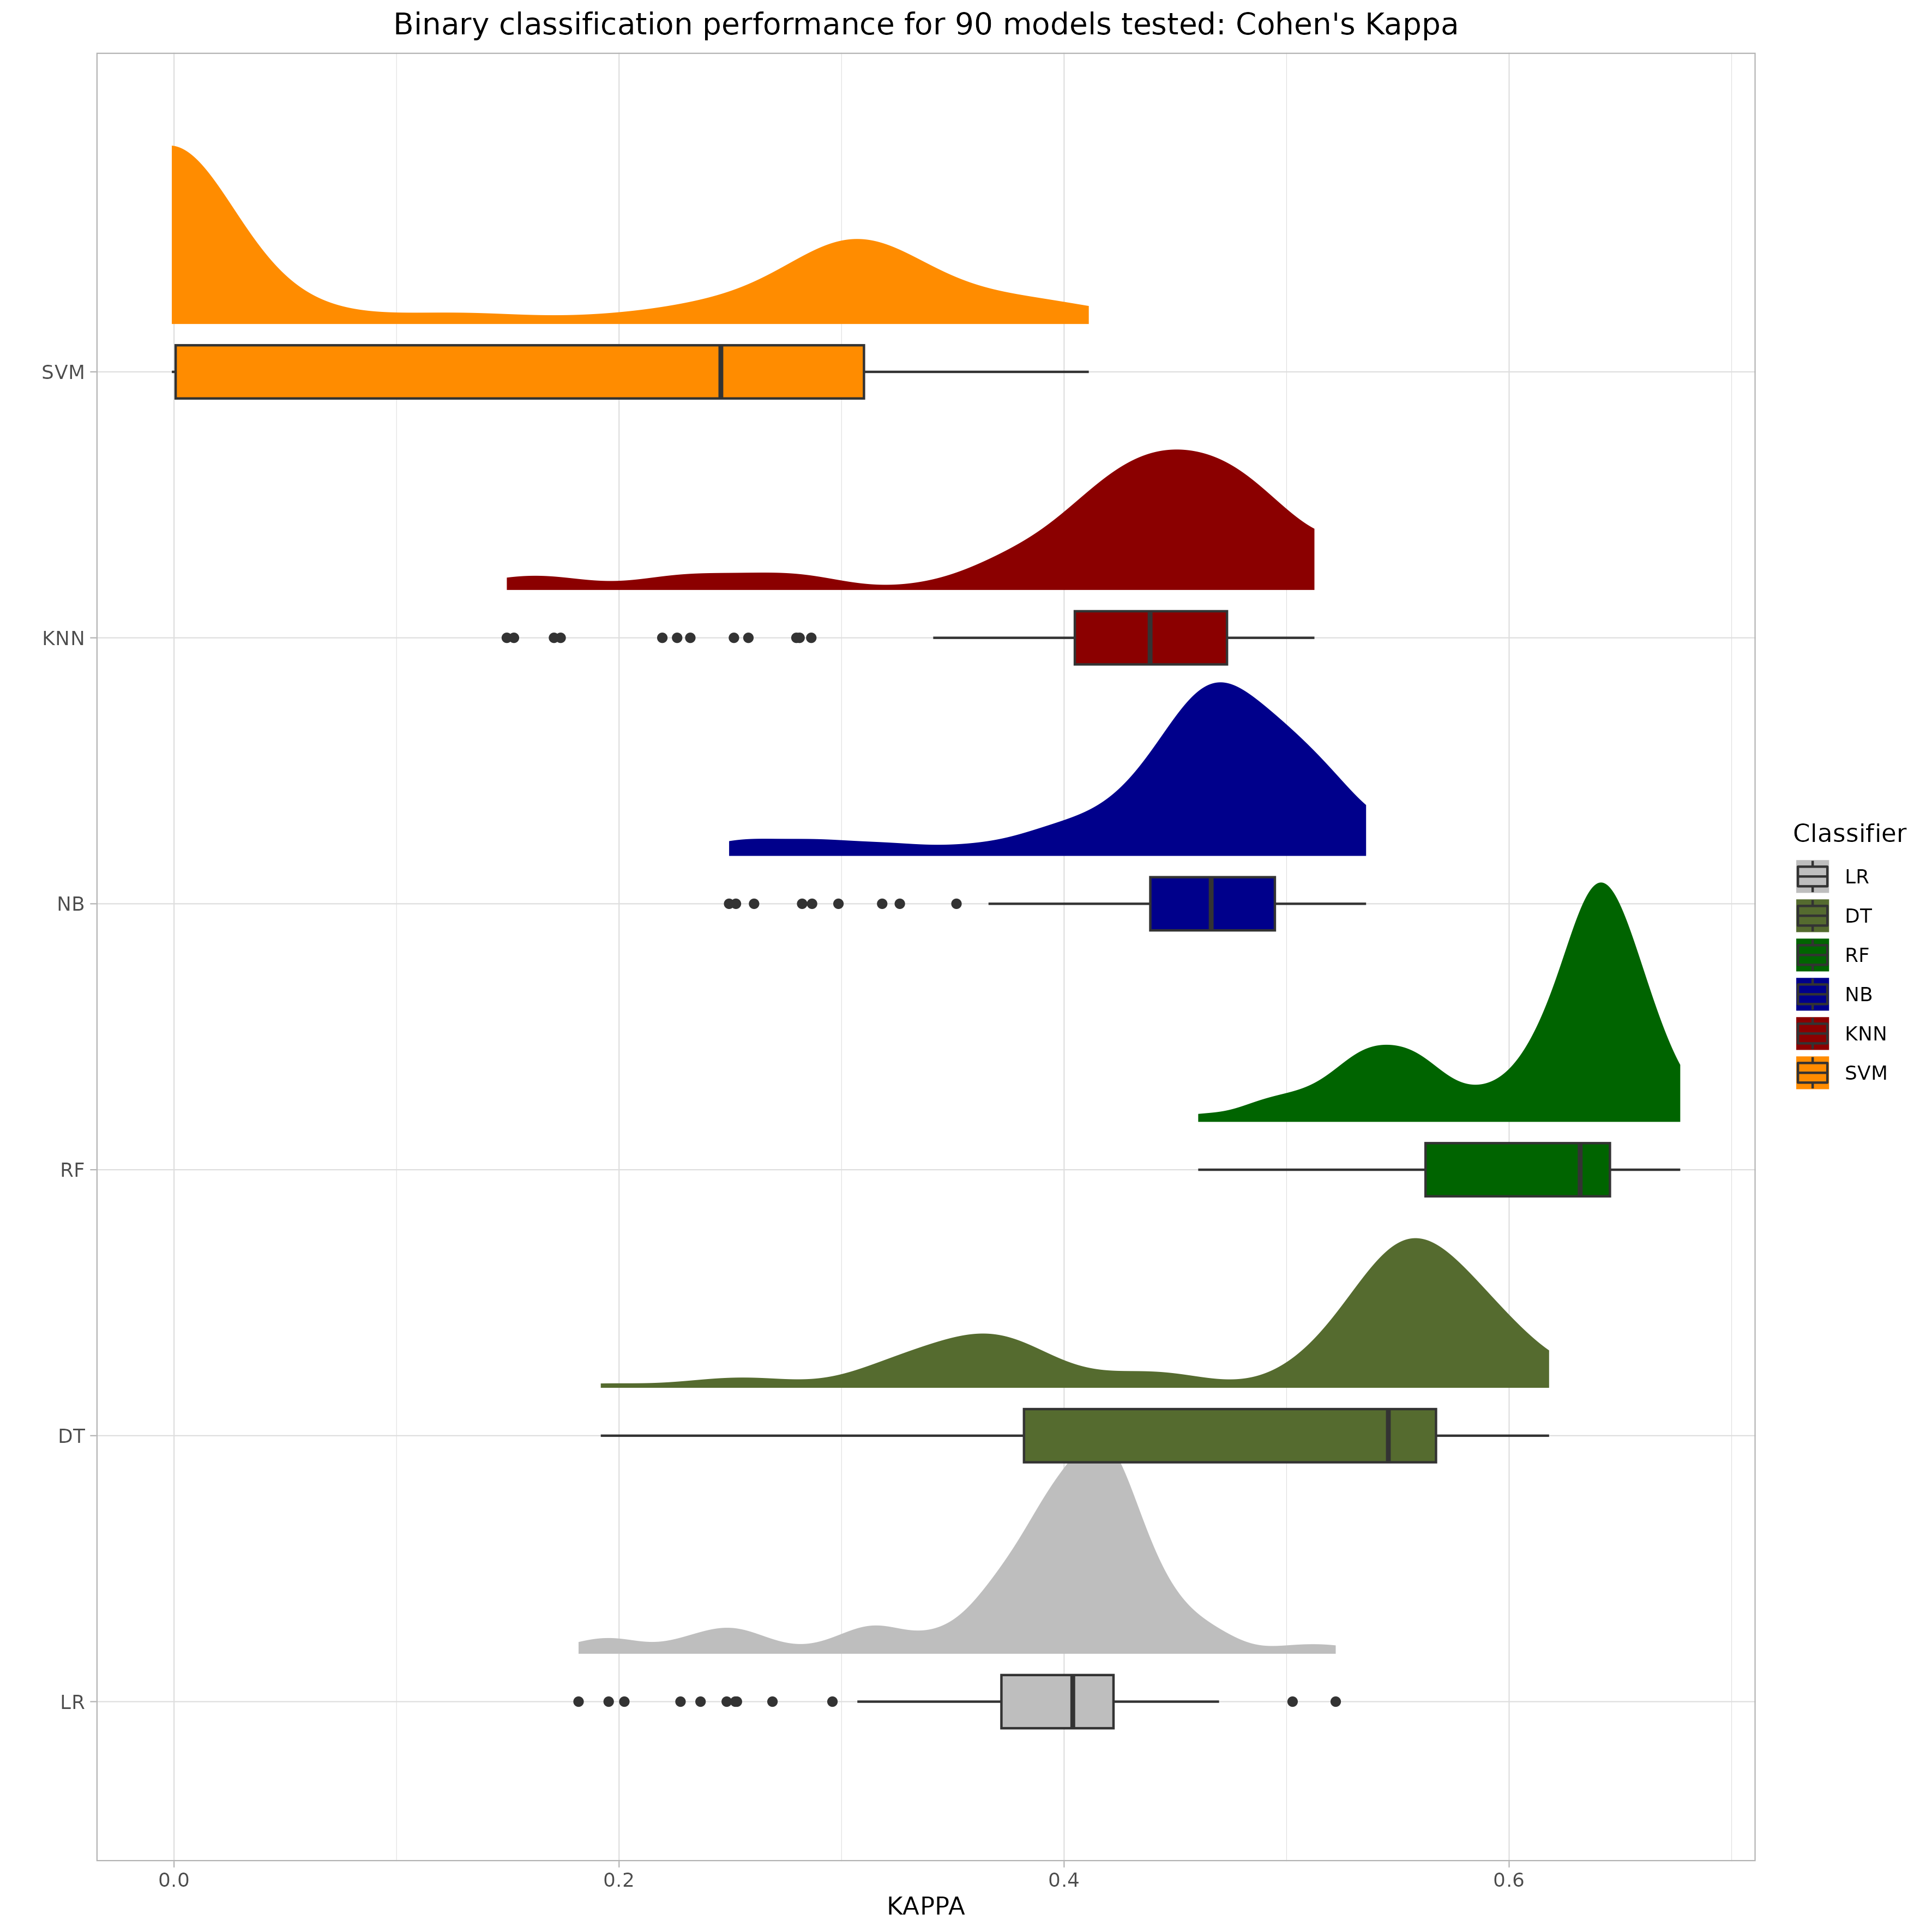 Binary classification performance for 90 models tested: Cohen's Kappa
SVM
KNN
NB
RF
DT
LR
0.0
0.2
0.4
0.6
KAPPA
Classifier
LR
DT
RF
NB
KNN
SVM